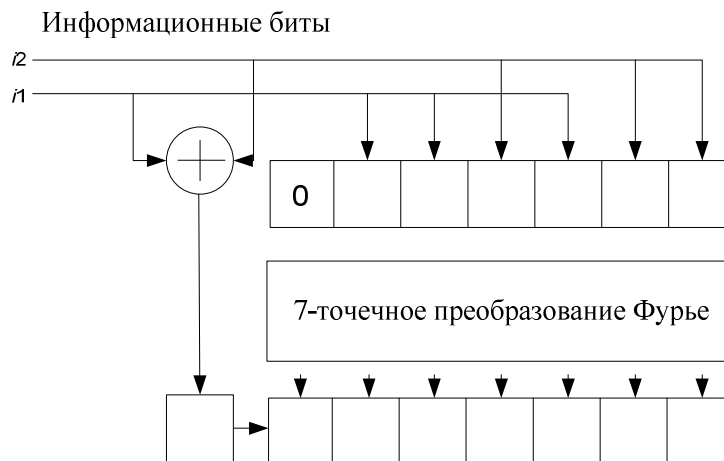 Информационные биты
i2
i1
0
7-точечное преобразование Фурье